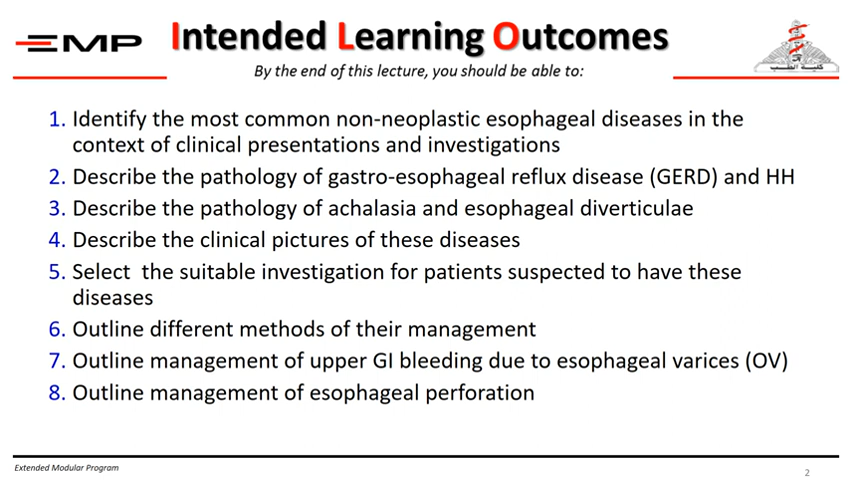 EMP
Intended Learning Outcomes
كلية الطب
By the end of this lecture, you should be able to:
1. Identify the most common non-neoplastic esophageal diseases in the
context of clinical presentations and investigations
2. Describe the pathology of gastro-esophageal reflux disease (GERD) and HH
3. Describe the pathology of achalasia and esophageal diverticulae
4. Describe the clinical pictures of these diseases
5. Select  the suitable investigation for patients suspected to have these
diseases
6. Outline different methods of their management
7. Outline management of upper GI bleeding due to esophageal varices (OV)
8. Outline management of esophageal perforation
Extended Modular Program
2